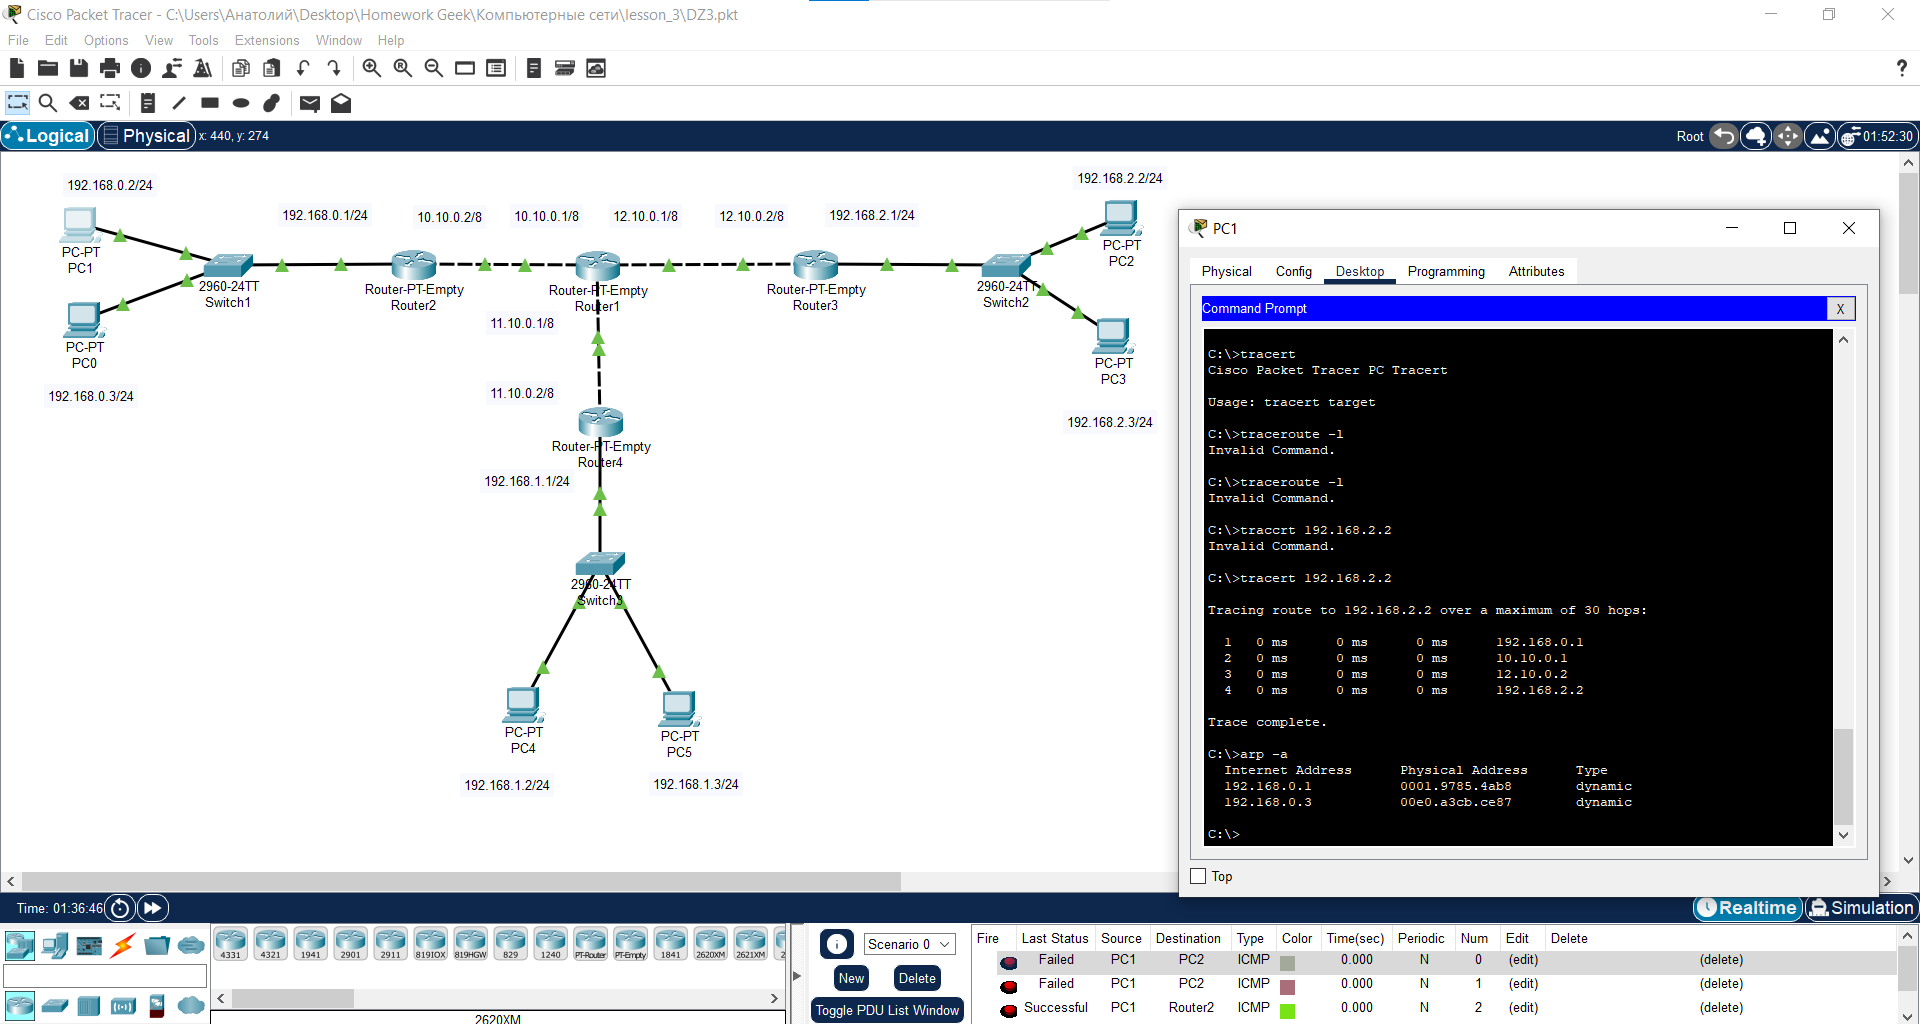 Cisco Packet Tracer - C:\Users\Анатолий\Desktop\Homework Geek\Компьютерные сети\lesson_3\DZ3.pkt
File Edit Options View Tools Extensions Window Help
Logical Physical x: 440, y: 274 Root 01:52:30
192.168.0.2/24
PC-PT
PC1
PC-PT
PC0
192.168.0.3/24
2960-24TT
Switch1
192.168.0.1/24
10.10.0.2/8
Router-PT-Empty
Router2
10.10.0.1/8
12.10.0.1/8
Router-PT-Empty
Router1
12.10.0.2/8
192.168.2.1/24
Router-PT-Empty
Router3
2960-24TT
Switch2
192.168.2.2/24
PC-PT
PC2
PC-PT
PC3
192.168.2.3/24
11.10.0.1/8
11.10.0.2/8
Router-PT-Empty
Router4
192.168.1.1/24
2960-24TT
Switch3
PC-PT
PC4
192.168.1.2/24
PC-PT
PC5
192.168.1.3/24
PC1
Physical Config Desktop Programming Attributes
Command Prompt X
C:\>tracert
Cisco Packet Tracer PC Tracert
Usage: tracert target
C:\>traceroute -l
Invalid Command.
C:\>traceroute -l
Invalid Command.
C:\>traccrt 192.168.2.2
Invalid Command.
C:\>tracert 192.168.2.2
Tracing route to 192.168.2.2 over a maximum of 30 hops:
1 0 ms 0 ms 0 ms 192.168.0.1
2 0 ms 0 ms 0 ms 10.10.0.1
3 0 ms 0 ms 0 ms 12.10.0.2
4 0 ms 0 ms 0 ms 192.168.2.2
Trace complete.
C:\>arp -a
Internet Address Physical Address Type
192.168.0.1 0001.9785.4ab8 dynamic
192.168.0.3 00e0.a3cb.ce87 dynamic
C:\>
Top
Time: 01:36:46 Realtime Simulation
4331 4321 1941 2901 2911 819IOX 819HGW 829 1240 PT-Router PT-Empty 1841 2620XM 2621XM 2
2620XM
Scenario 0
New Delete
Toggle PDU List Window
Fire Last Status Source Destination Type Color Time(sec) Periodic Num Edit Delete
Failed PC1 PC2 ICMP 0.000 N 0 (edit) (delete)
Failed PC1 PC2 ICMP 0.000 N 1 (edit) (delete)
Successful PC1 Router2 ICMP 0.000 N 2 (edit) (delete)